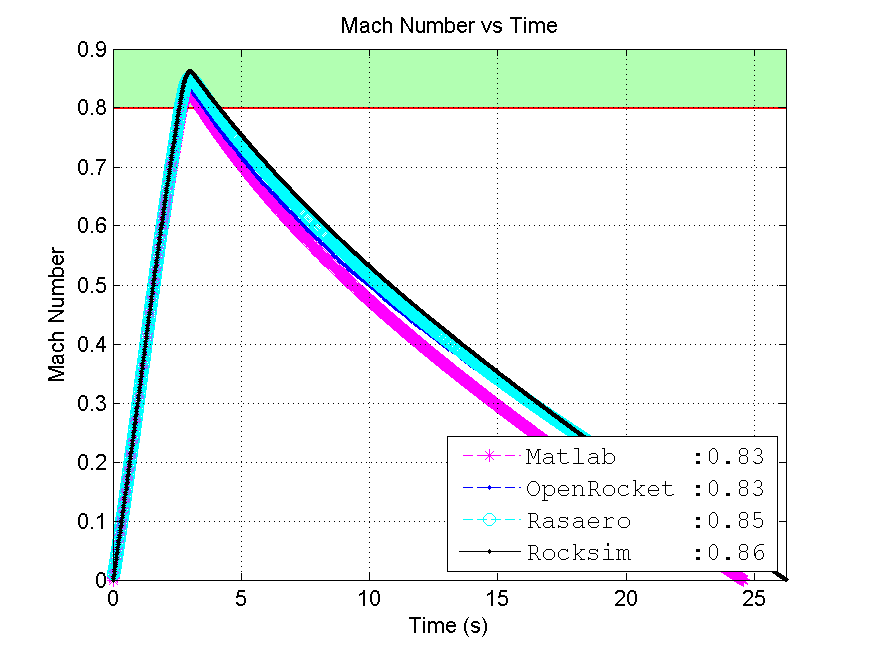 Mach Number vs Time
0.9
0.8
0.7
0.6
0.5
0.4
0.3
0.2
0.1
0
Mach Number
Matlab :0.83
OpenRocket :0.83
Rasaero :0.85
Rocksim :0.86
0 5 10 15 20 25
Time (s)